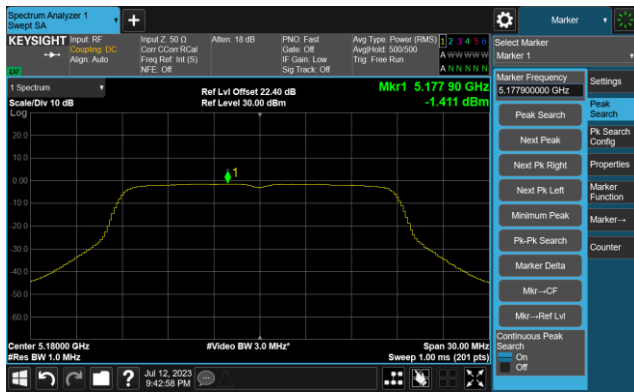 Spectrum Analyzer 1
Swept SA
+
Marker
KEYSIGHT Input: RF Input Z: 50 Ω Atten: 18 dB PNO: Fast Avg Type: Power (RMS) 1 2 3 4 5 6
Coupling: DC Corr CCorr RCal Gate: Off Avg|Hold: 500/500 A W W W W W
Align: Auto Freq Ref: Int (S) IF Gain: Low Trig: Free Run
NFE: Off Sig Track: Off A N N N N N
Select Marker
Marker 1
1 Spectrum
Ref Lvl Offset 22.40 dB
Mkr1 5.177 90 GHz
Scale/Div 10 dB
Ref Level 30.00 dBm
-1.411 dBm
Log
20.0
10.0
0.00
-10.0
-20.0
-30.0
-40.0
-50.0
-60.0
1
Center 5.18000 GHz
#Video BW 3.0 MHz*
Span 30.00 MHz
#Res BW 1.0 MHz
Sweep 1.00 ms (201 pts)
Marker Frequency
5.177900000 GHz
Peak Search
Next Peak
Next Pk Right
Next Pk Left
Minimum Peak
Pk-Pk Search
Marker Delta
Mkr→CF
Mkr→Ref Lvl
Continuous Peak
Search
On
Off
Settings
Peak
Search
Pk Search
Config
Properties
Marker
Function
Marker→
Counter
?
Jul 12, 2023
9:42:58 PM